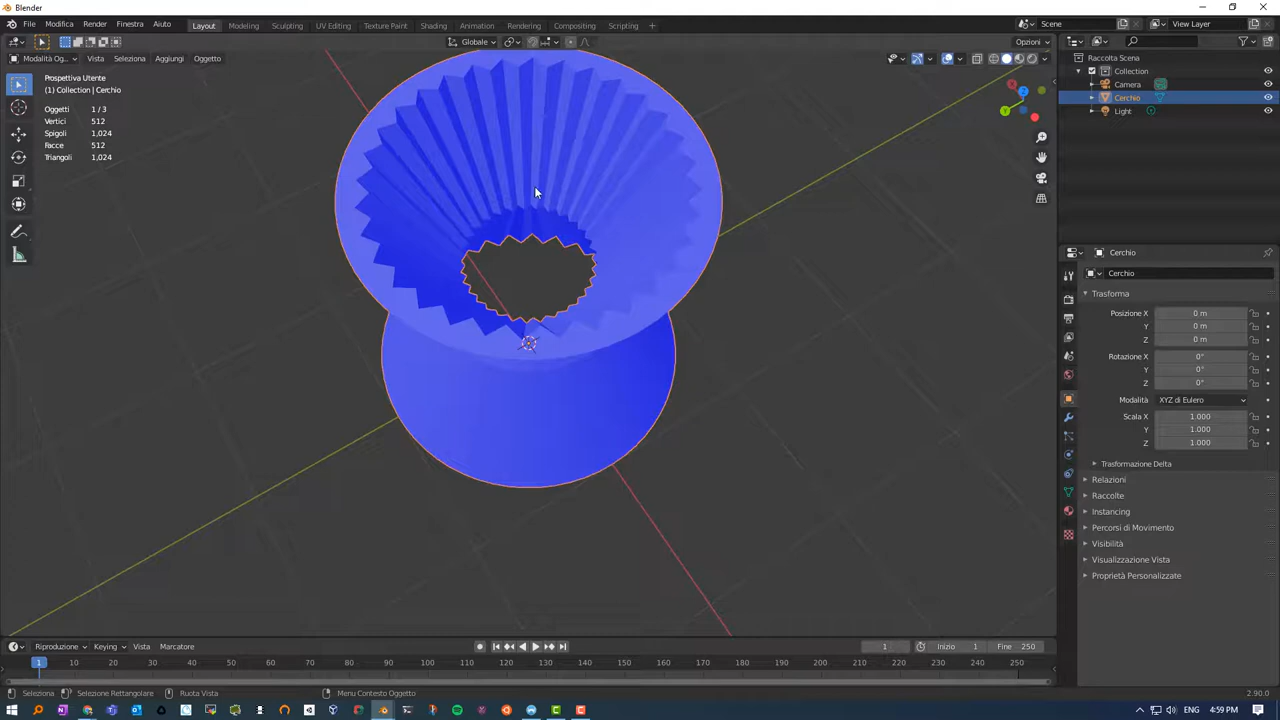 Blender
File Modifica Render Finestra Aiuto Layout Modeling Sculpting UV Editing Texture Paint Shading Animation Rendering Compositing Scripting + Scene View Layer
Globale Opzioni
Modalità Og... Vista Seleziona Aggiungi Oggetto
Prospettiva Utente
(1) Collection | Cerchio
Oggetti 1 / 3
Vertici 512
Spigoli 1,024
Facce 512
Triangoli 1,024
Y
Z
Raccolta Scena
Collection
Camera
Cerchio
Light
Cerchio
Cerchio
Trasforma
Posizione X 0 m
Y 0 m
Z 0 m
Rotazione X 0°
Y 0°
Z 0°
Modalità XYZ di Eulero
Scala X 1.000
Y 1.000
Z 1.000
Trasformazione Delta
Relazioni
Raccolte
Instancing
Percorsi di Movimento
Visibilità
Visualizzazione Vista
Proprietà Personalizzate
Riproduzione Keying Vista Marcatore 1 Inizio 1 Fine 250
1 10 20 30 40 50 60 70 80 90 100 110 120 130 140 150 160 170 180 190 200 210 220 230 240 250
Seleziona Selezione Rettangolare Ruota Vista Menu Contesto Oggetto 2.90.0
4:59 PM